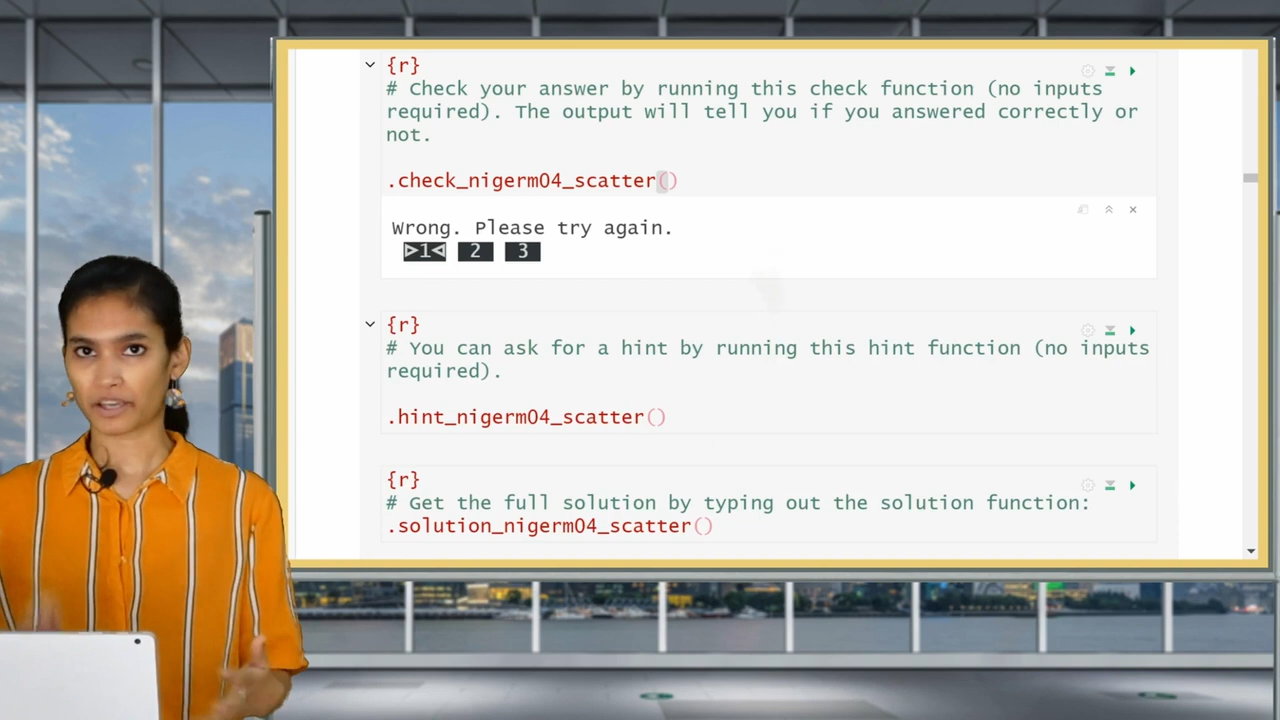 {r}
# Check your answer by running this check function (no inputs
required). The output will tell you if you answered correctly or
not.
.check_nigerm04_scatter()
Wrong. Please try again.
▷1◁ 2 3
{r}
# You can ask for a hint by running this hint function (no inputs
required).
.hint_nigerm04_scatter()
{r}
# Get the full solution by typing out the solution function:
.solution_nigerm04_scatter()